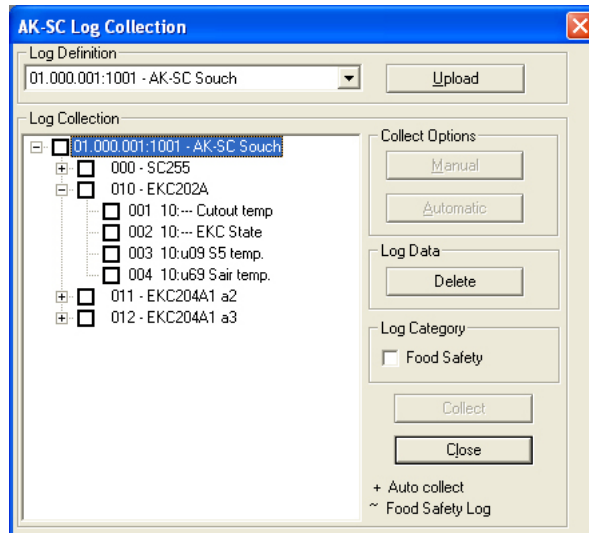 AK-SC Log Collection
Log Definition
01.000.001:1001 - AK-SC Souch
Upload
Log Collection
01.000.001:1001 - AK-SC Souch
000 - SC255
010 - EKC202A
001 10:--- Cutout temp
002 10:--- EKC State
003 10:u09 S5 temp.
004 10:u69 Sair temp.
011 - EKC204A1 a2
012 - EKC204A1 a3
Collect Options
Manual
Automatic
Log Data
Delete
Log Category
Food Safety
Collect
Close
+ Auto collect
~ Food Safety Log